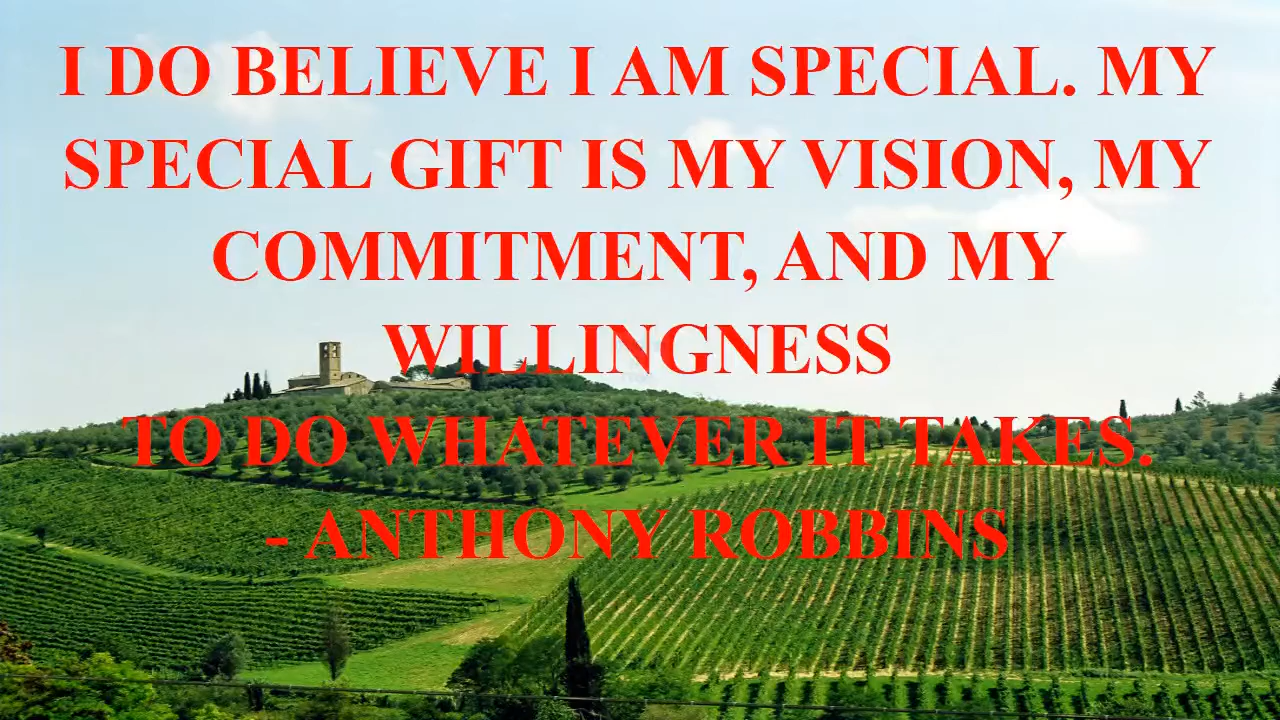 I DO BELIEVE I AM SPECIAL. MY
SPECIAL GIFT IS MY VISION, MY
COMMITMENT, AND MY
WILLINGNESS
TO DO WHATEVER IT TAKES.
- ANTHONY ROBBINS